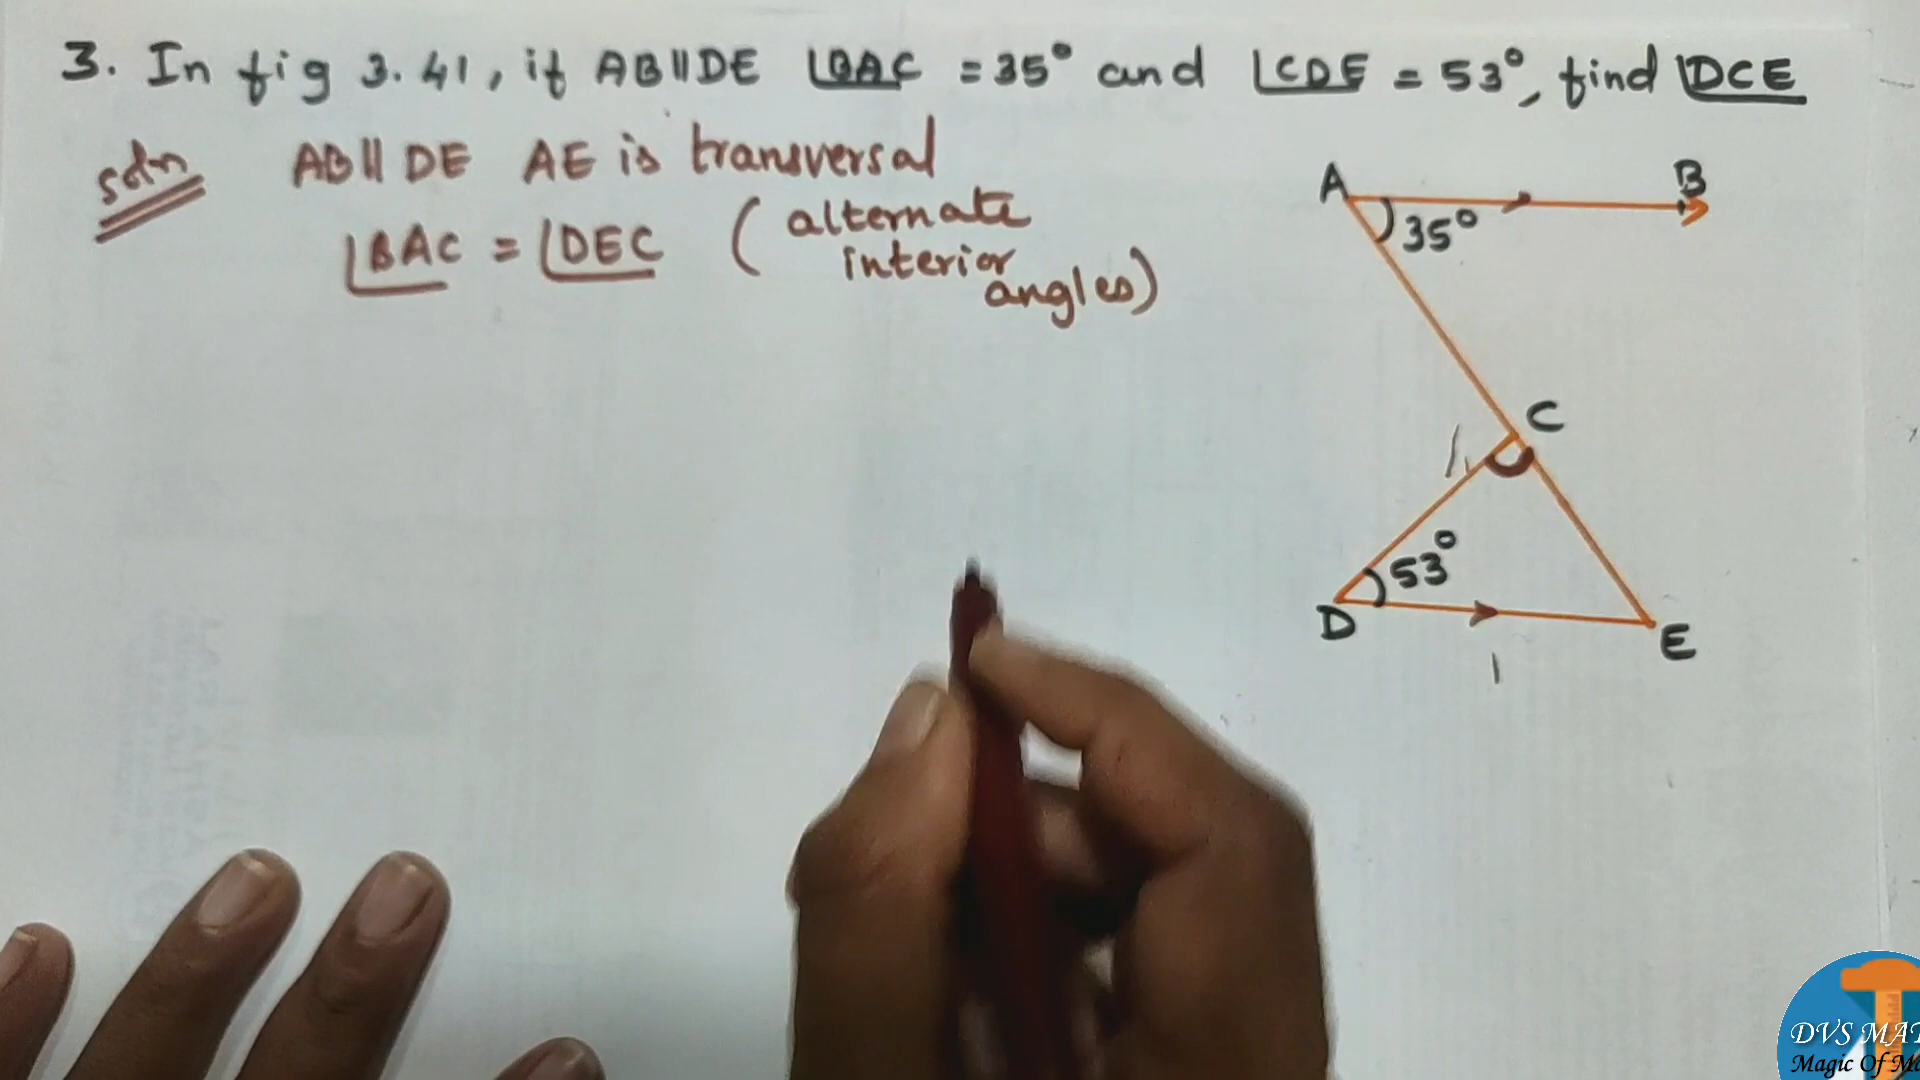 3. In fig 3.41, if AB||DE ∠BAC = 35° and ∠CDE = 53°, find ∠DCE
soln
AB||DE AE is transversal
∠BAC = ∠DEC (alternate
interior
angles)
A
B
35°
C
53°
D
E
DVS MAT
Magic Of Ma